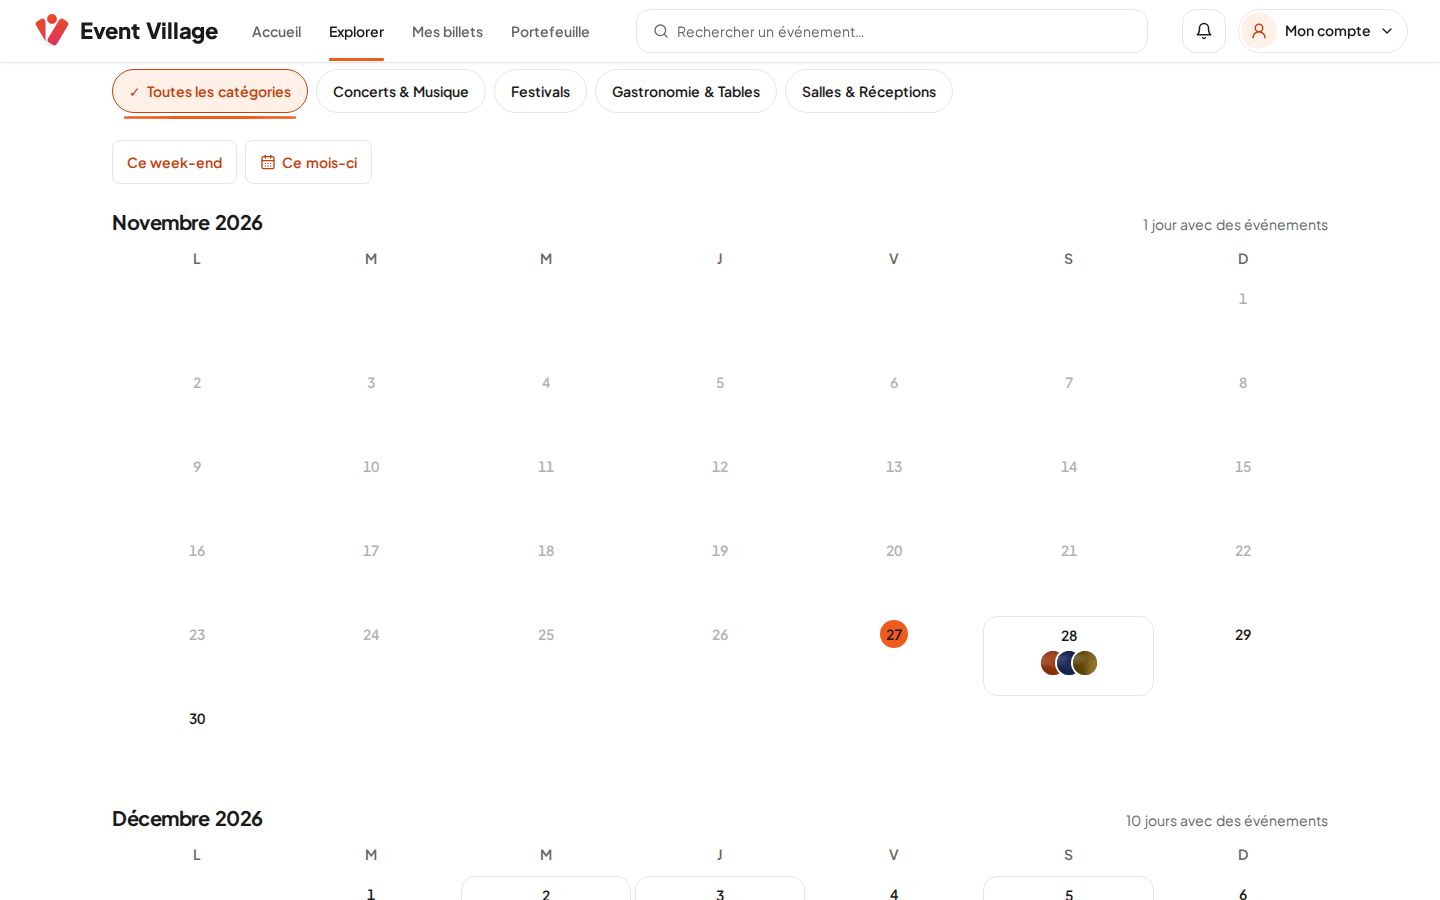 Event Village Accueil Explorer Mes billets Portefeuille Rechercher un événement... Mon compte
✓ Toutes les catégories Concerts & Musique Festivals Gastronomie & Tables Salles & Réceptions
Ce week-end Ce mois-ci
Novembre 2026 1 jour avec des événements
L M M J V S D
1
2 3 4 5 6 7 8
9 10 11 12 13 14 15
16 17 18 19 20 21 22
23 24 25 26 27 28 29
30
Décembre 2026 10 jours avec des événements
L M M J V S D
1 2 3 4 5 6